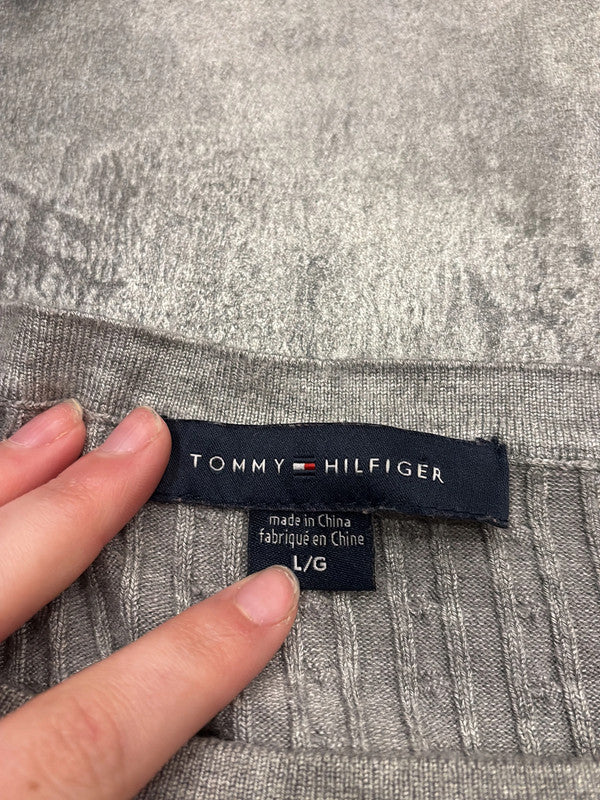 TOMMY HILFIGER
made in China
fabriqué en Chine
L/G